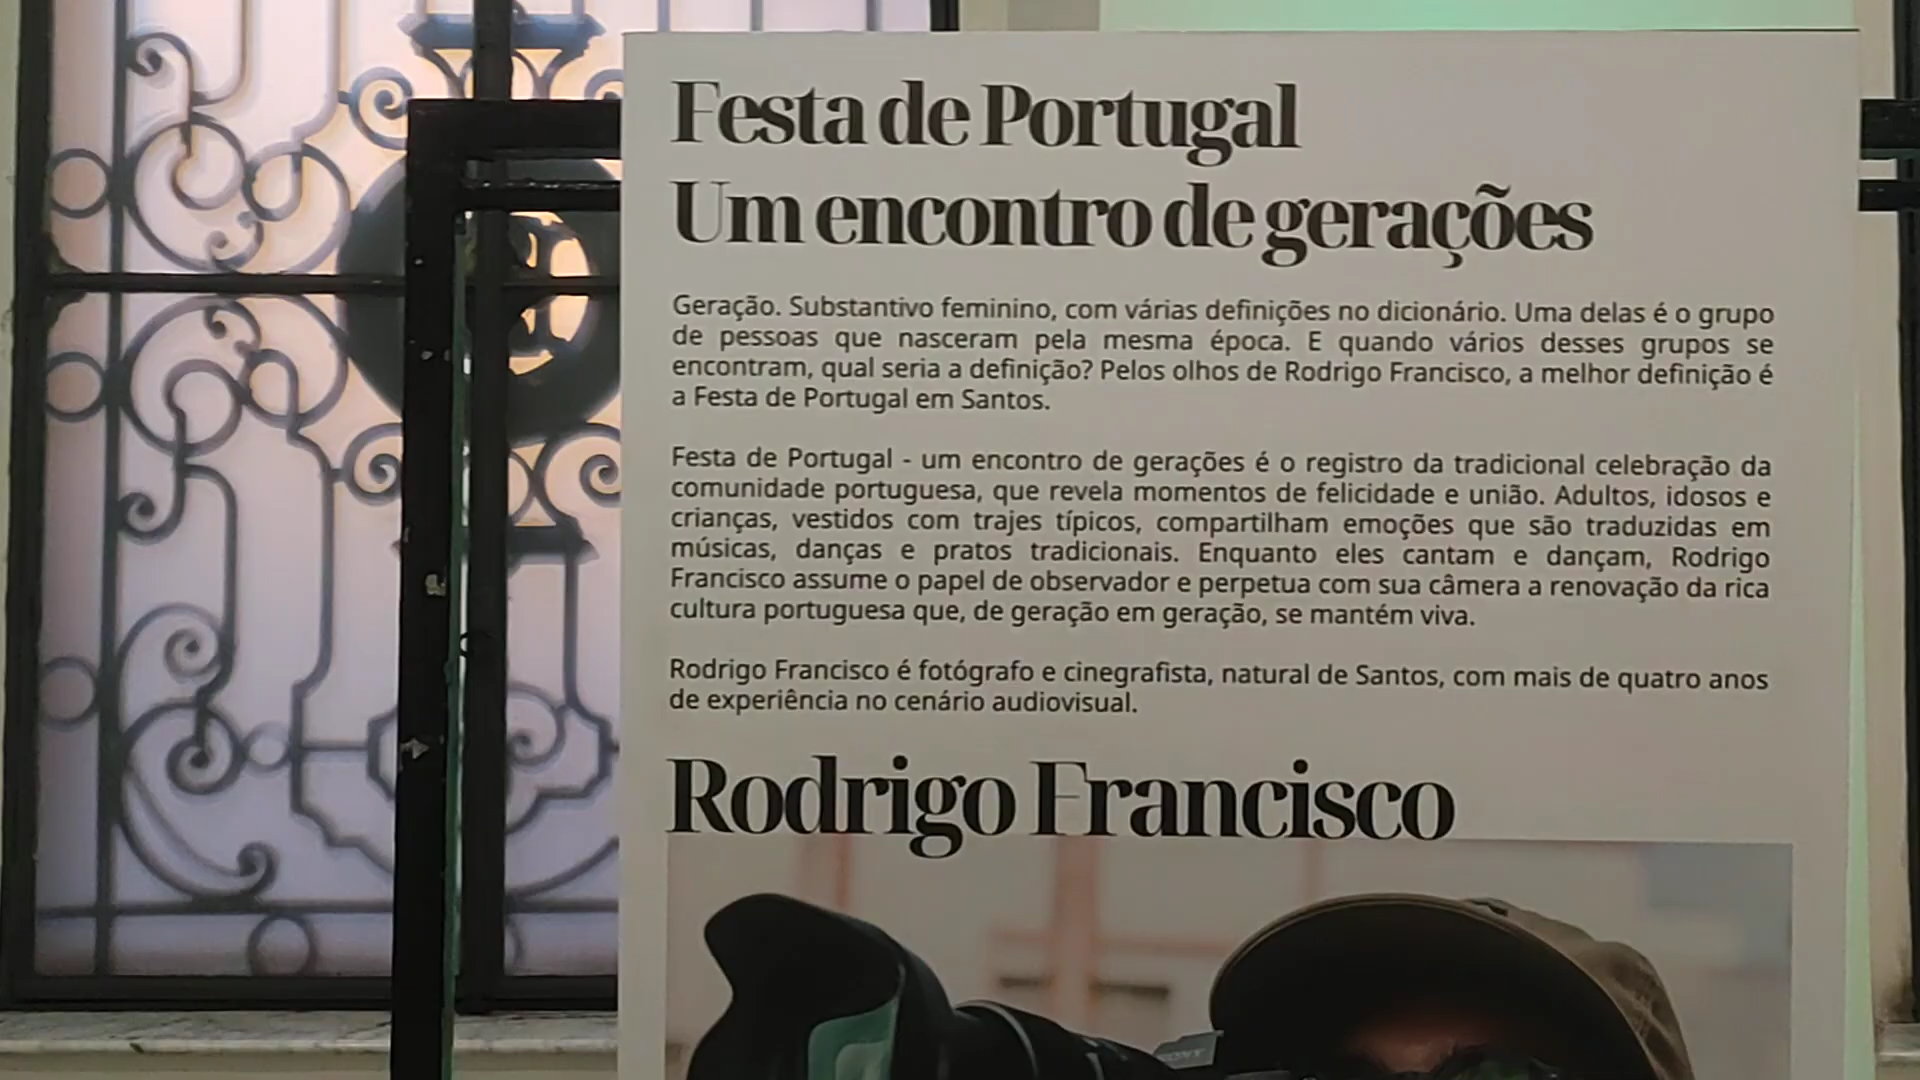 Festa de Portugal
Um encontro de gerações
Geração. Substantivo feminino, com várias definições no dicionário. Uma delas é o grupo
de pessoas que nasceram pela mesma época. E quando vários desses grupos se
encontram, qual seria a definição? Pelos olhos de Rodrigo Francisco, a melhor definição é
a Festa de Portugal em Santos.
Festa de Portugal - um encontro de gerações é o registro da tradicional celebração da
comunidade portuguesa, que revela momentos de felicidade e união. Adultos, idosos e
crianças, vestidos com trajes típicos, compartilham emoções que são traduzidas em
músicas, danças e pratos tradicionais. Enquanto eles cantam e dançam, Rodrigo
Francisco assume o papel de observador e perpetua com sua câmera a renovação da rica
cultura portuguesa que, de geração em geração, se mantém viva.
Rodrigo Francisco é fotógrafo e cinegrafista, natural de Santos, com mais de quatro anos
de experiência no cenário audiovisual.
Rodrigo Francisco
SONY